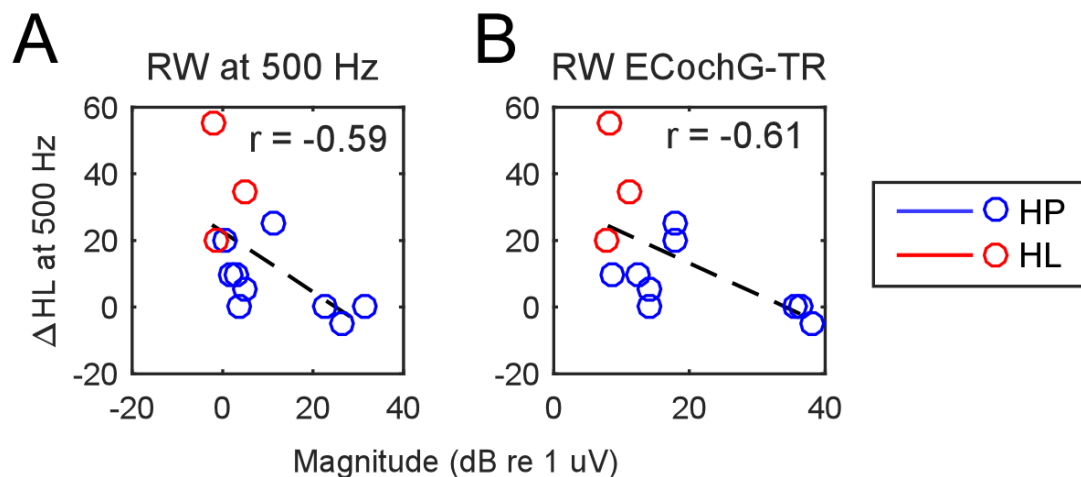 A
RW at 500 Hz
r = -0.59
ΔHL at 500 Hz
60
40
20
0
-20
-20
0
20
40
B
RW ECochG-TR
r = -0.61
60
40
20
0
-20
0
20
40
Magnitude (dB re 1 uV)
HP
HL